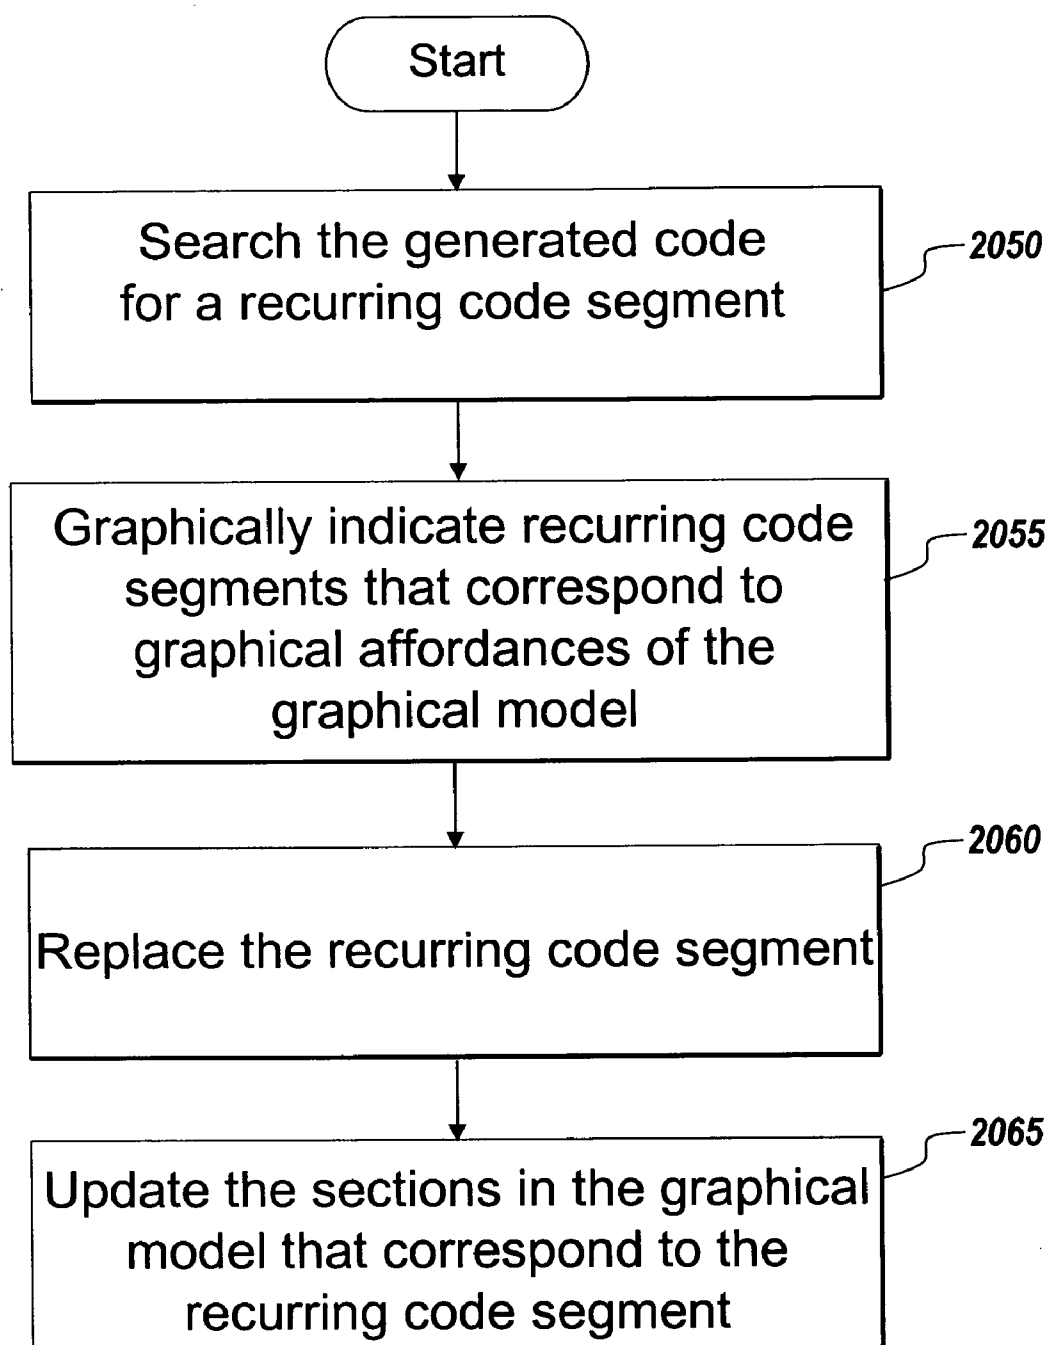 Start
Search the generated code
for a recurring code segment
2050
Graphically indicate recurring code
segments that correspond to
graphical affordances of the
graphical model
2055
Replace the recurring code segment
2060
Update the sections in the graphical
model that correspond to the
recurring code segment
2065